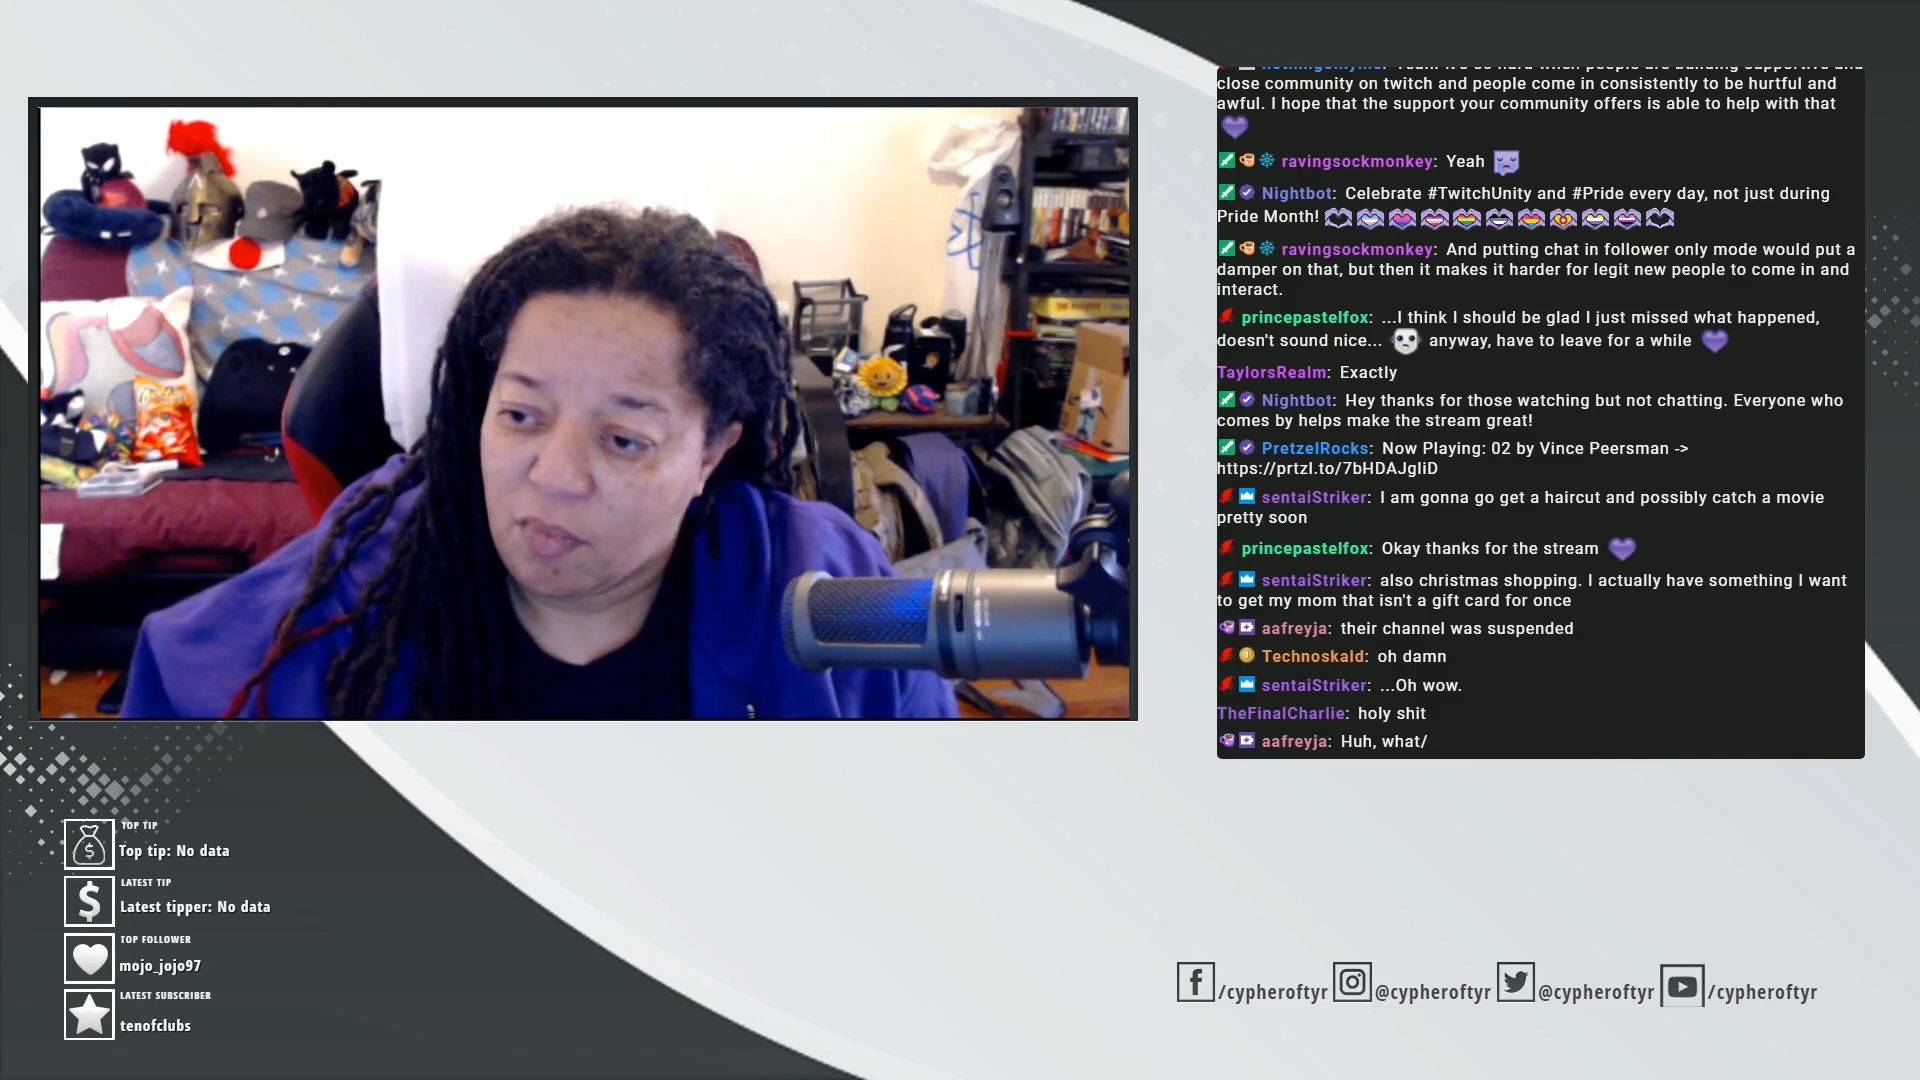 close community on twitch and people come in consistently to be hurtful and
awful. I hope that the support your community offers is able to help with that
ravingsockmonkey: Yeah
Nightbot: Celebrate #TwitchUnity and #Pride every day, not just during
Pride Month!
ravingsockmonkey: And putting chat in follower only mode would put a
damper on that, but then it makes it harder for legit new people to come in and
interact.
princepastelfox: ...I think I should be glad I just missed what happened,
doesn't sound nice... anyway, have to leave for a while
TaylorsRealm: Exactly
Nightbot: Hey thanks for those watching but not chatting. Everyone who
comes by helps make the stream great!
PretzelRocks: Now Playing: 02 by Vince Peersman ->
https://prtzl.to/7bHDAJgliD
sentaiStriker: I am gonna go get a haircut and possibly catch a movie
pretty soon
princepastelfox: Okay thanks for the stream
sentaiStriker: also christmas shopping. I actually have something I want
to get my mom that isn't a gift card for once
aafreyja: their channel was suspended
Technoskald: oh damn
sentaiStriker: ...Oh wow.
TheFinalCharlie: holy shit
aafreyja: Huh, what/
TOP TIP
Top tip: No data
LATEST TIP
Latest tipper: No data
TOP FOLLOWER
mojo_jojo97
LATEST SUBSCRIBER
tenofclubs
/cypheroftyr @cypheroftyr @cypheroftyr /cypheroftyr